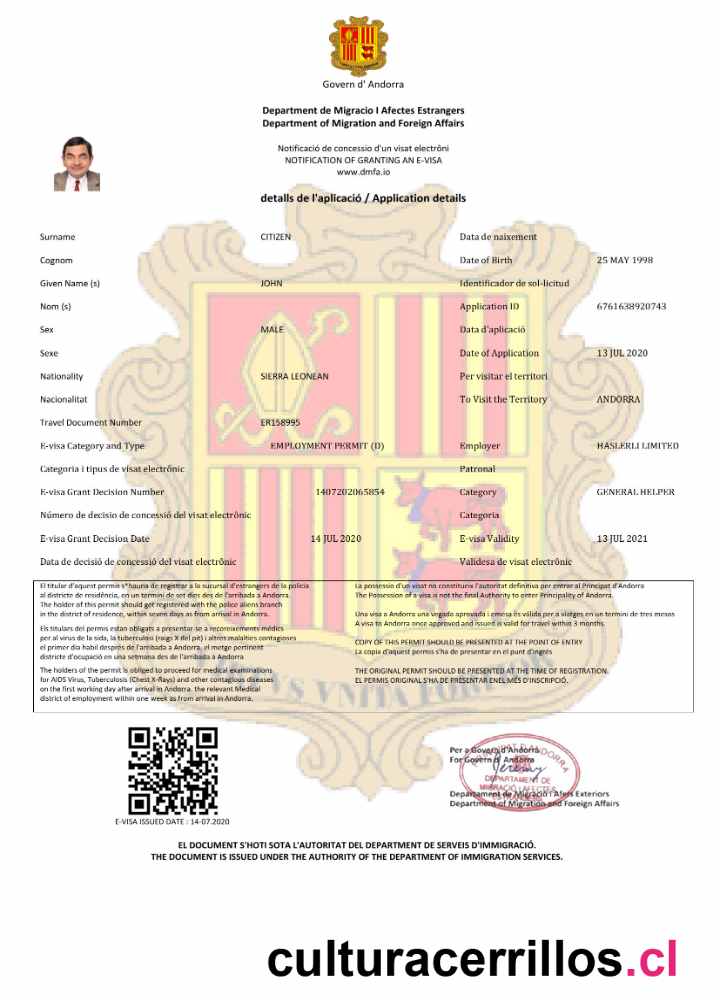 Govern d' Andorra
Department de Migracio I Afectes Estrangers
Department of Migration and Foreign Affairs
Notificació de concessio d'un visat electrôni
NOTIFICATION OF GRANTING AN E-VISA
www.dmfa.io
detalls de l'aplicació / Application details
Surname CITIZEN Data de naixement
Cognom Date of Birth 25 MAY 1998
Given Name (s) JOHN Identificador de sol-licitud
Nom (s) Application ID 6761638920743
Sex MALE Data d'aplicació
Sexe Date of Application 13 JUL 2020
Nationality SIERRA LEONEAN Per visitar el territori
Nacionalitat To Visit the Territory ANDORRA
Travel Document Number ER158995
E-visa Category and Type EMPLOYMENT PERMIT (D) Employer HASLERLI LIMITED
Categoria i tipus de visat electrônic Patronal
E-visa Grant Decision Number 1407202065854 Category GENERAL HELPER
Número de decisio de concessió del visat electrônic Categoria
E-visa Grant Decision Date 14 JUL 2020 E-visa Validity 13 JUL 2021
Data de decisió de concessió del visat electrônic Validesa de visat electrônic
El titular d'aquest permis s'hauria de registrar a la sucursal d'estrangers de la policia
al districte de residência, en un termini de set dies des de l'arribada a Andorra.
The holder of this permit should get registered with the police aliens branch
in the district of residence, within seven days as from arrival in Andorra.
Els titulars del permis estan obligats a presentar-se a reconeixements mèdics
per al virus de la sida, la tuberculosi (raigs X del pit) i altres malalties contagioses
el primer dia habil després de l'arribada a Andorra. el metge pertinent
districte d'ocupació en una setmana des de l'arribada a Andorra
The holders of the permit is obliged to proceed for medical examinations
for AIDS Virus, Tuberculosis (Chest X-Rays) and other contagious diseases
on the first working day after arrival in Andorra. the relevant Medical
district of employment within one week as from arrival in Andorra.
La possessio d'un visat no constitueix l'autoritat definitiva per entrar al Principat d'Andorra
The Possession of a visa is not the final Authority to enter Principality of Andorra.
Una visa a Andorra una vegada aprovada i emesa és vàlida per a viatges en un termini de tres mesos
A visa to Andorra once approved and issued is valid for travel within 3 months.
COPY OF THIS PERMIT SHOULD BE PRESENTED AT THE POINT OF ENTRY
La copia d'aquest permis s'ha de presentar en el punt d'ingrés
THE ORIGINAL PERMIT SHOULD BE PRESENTED AT THE TIME OF REGISTRATION.
EL PERMIS ORIGINAL S'HA DE PRESENTAR ENEL MÉS D'INSCRIPCIÓ.
E-VISA ISSUED DATE : 14-07.2020
Per a Govern d'Andorra
For Govern d' Andorra
Jeremy
DEPARTAMENT DE
Departament de Migració i Afers Exteriors
Department of Migration and Foreign Affairs
EL DOCUMENT S'HOTI SOTA L'AUTORITAT DEL DEPARTMENT DE SERVEIS D'IMMIGRACIÓ.
THE DOCUMENT IS ISSUED UNDER THE AUTHORITY OF THE DEPARTMENT OF IMMIGRATION SERVICES.
culturacerrillos.cl